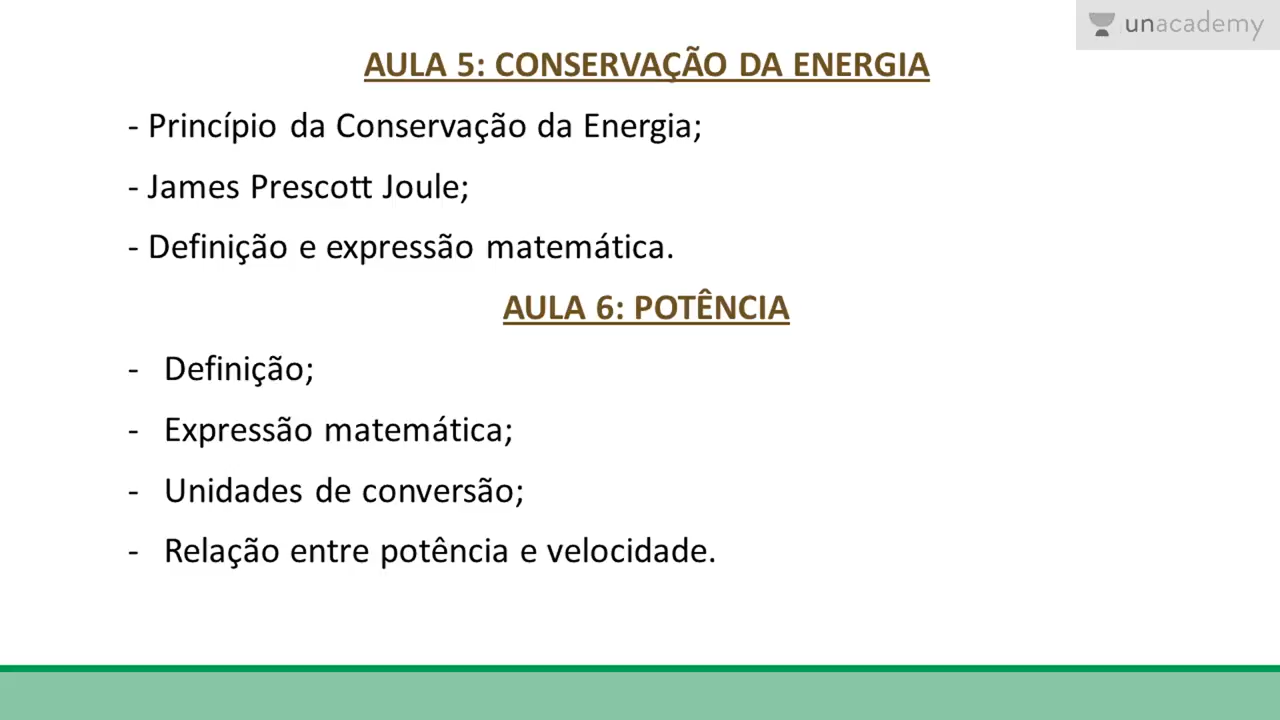 unacademy
AULA 5: CONSERVAÇÃO DA ENERGIA
- Princípio da Conservação da Energia;
- James Prescott Joule;
- Definição e expressão matemática.
AULA 6: POTÊNCIA
- Definição;
- Expressão matemática;
- Unidades de conversão;
- Relação entre potência e velocidade.